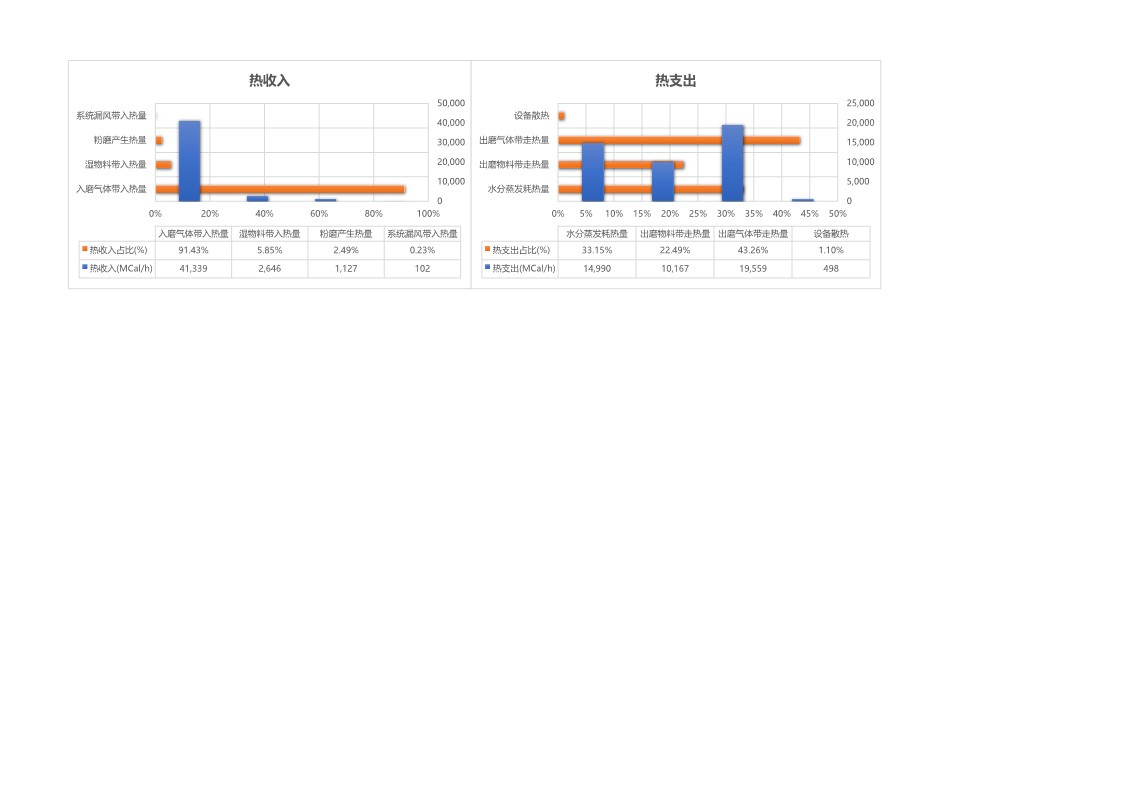 热收入
50,000
系统漏风带入热量
40,000
粉磨产生热量
30,000
湿物料带入热量
20,000
入磨气体带入热量
10,000
0
0% 20% 40% 60% 80% 100%
入磨气体带入热量 湿物料带入热量 粉磨产生热量 系统漏风带入热量
热收入占比(%) 91.43% 5.85% 2.49% 0.23%
热收入(MCal/h) 41,339 2,646 1,127 102
热支出
25,000
设备散热
20,000
出磨气体带走热量
15,000
出磨物料带走热量
10,000
水分蒸发耗热量
5,000
0
0% 5% 10% 15% 20% 25% 30% 35% 40% 45% 50%
水分蒸发耗热量 出磨物料带走热量 出磨气体带走热量 设备散热
热支出占比(%) 33.15% 22.49% 43.26% 1.10%
热支出(MCal/h) 14,990 10,167 19,559 498